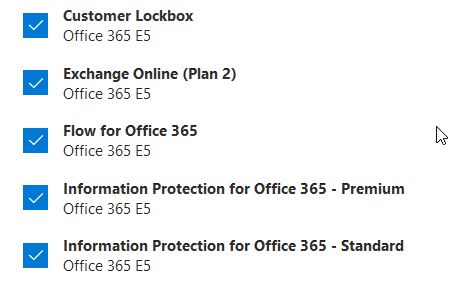 Customer Lockbox
Office 365 E5
Exchange Online (Plan 2)
Office 365 E5
Flow for Office 365
Office 365 E5
Information Protection for Office 365 - Premium
Office 365 E5
Information Protection for Office 365 - Standard
Office 365 E5